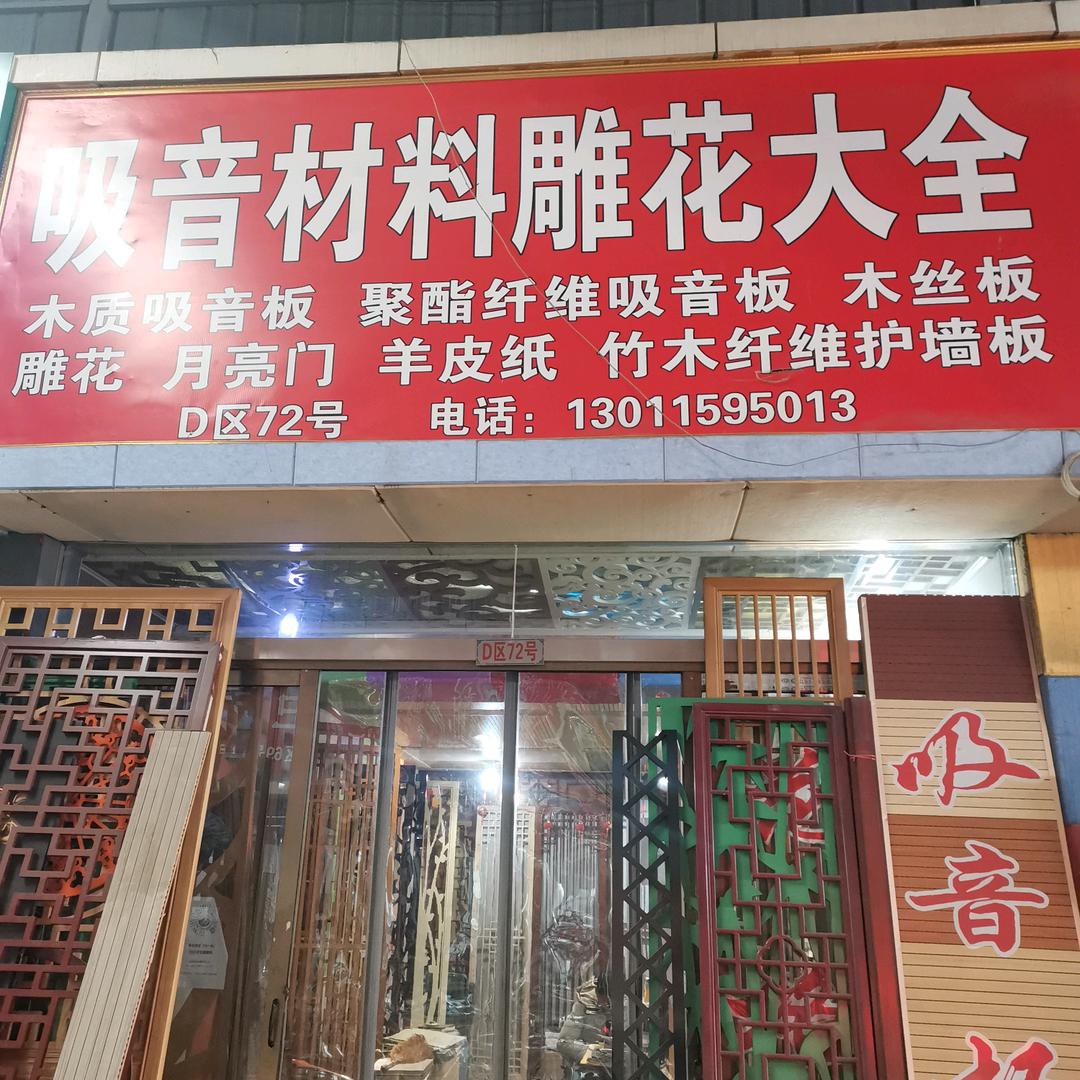 吸音材料雕花大全
木质吸音板 聚酯纤维吸音板 木丝板
雕花 月亮门 羊皮纸 竹木纤维护墙板
D区72号 电话：13011595013
D区72号
吸
音